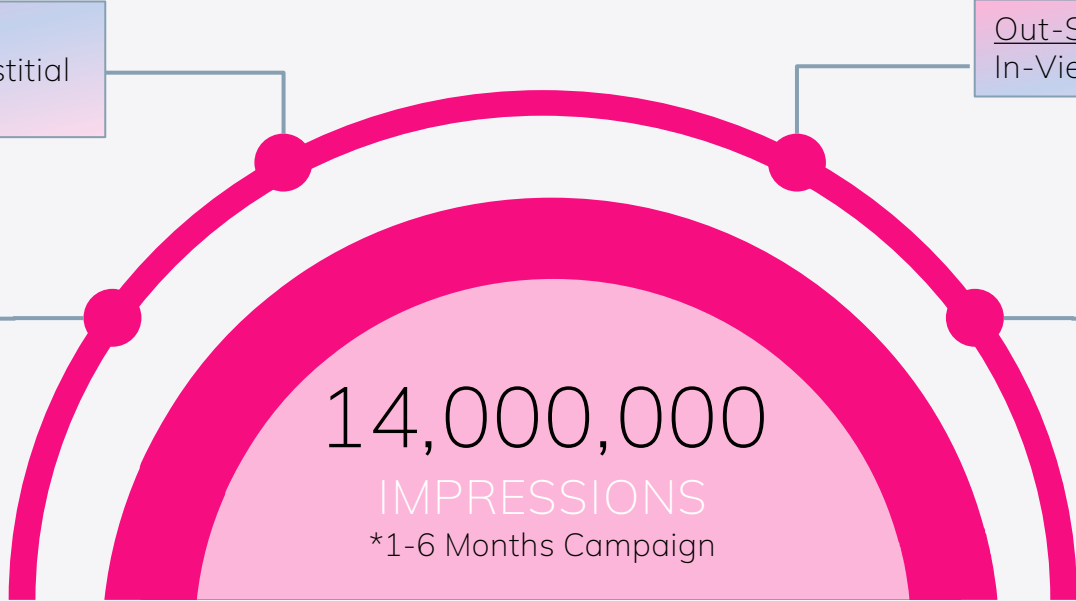 stitial
Out-S
In-Vie
14,000,000
IMPRESSIONS
*1-6 Months Campaign